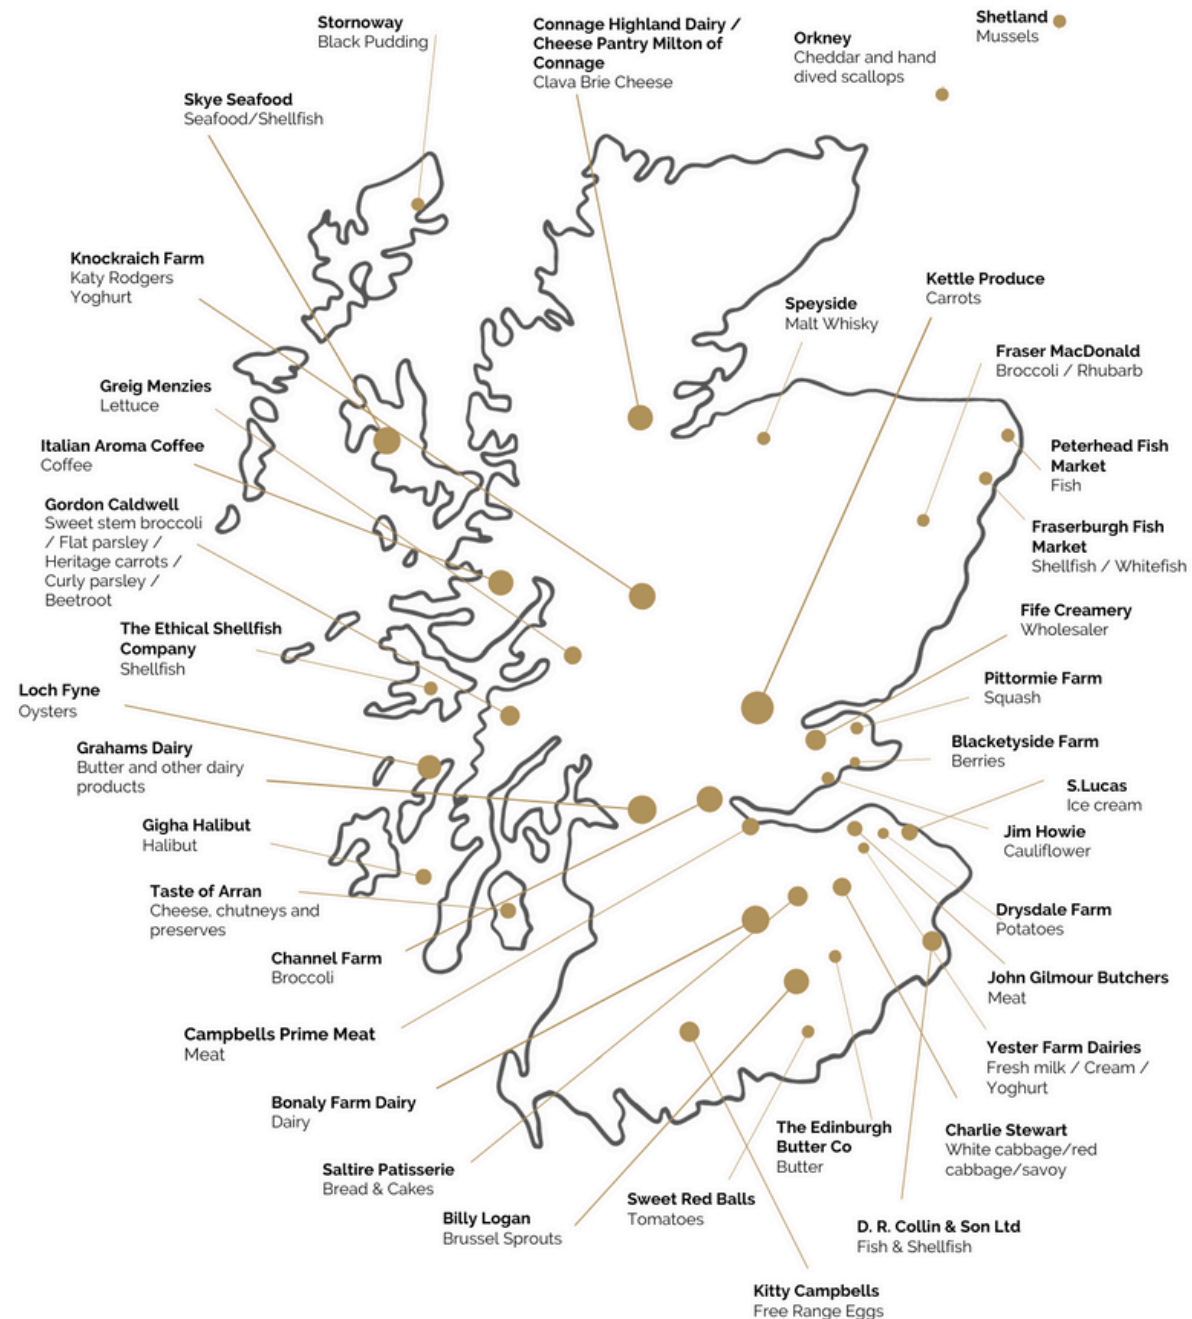 Stornoway
Black Pudding
Connage Highland Dairy /
Cheese Pantry Milton of
Connage
Clava Brie Cheese
Orkney
Cheddar and hand
dived scallops
Shetland
Mussels
Skye Seafood
Seafood/Shellfish
Knockraich Farm
Katy Rodgers
Yoghurt
Kettle Produce
Carrots
Speyside
Malt Whisky
Fraser MacDonald
Broccoli / Rhubarb
Greig Menzies
Lettuce
Italian Aroma Coffee
Coffee
Peterhead Fish
Market
Fish
Gordon Caldwell
Sweet stem broccoli
/ Flat parsley /
Heritage carrots /
Curly parsley /
Beetroot
Fraserburgh Fish
Market
Shellfish / Whitefish
Fife Creamery
Wholesaler
The Ethical Shellfish
Company
Shellfish
Pittormie Farm
Squash
Loch Fyne
Oysters
Blacketyside Farm
Berries
Grahams Dairy
Butter and other dairy
products
S.Lucas
Ice cream
Gigha Halibut
Halibut
Jim Howie
Cauliflower
Taste of Arran
Cheese, chutneys and
preserves
Drysdale Farm
Potatoes
Channel Farm
Broccoli
John Gilmour Butchers
Meat
Campbells Prime Meat
Meat
Yester Farm Dairies
Fresh milk / Cream /
Yoghurt
Bonaly Farm Dairy
Dairy
The Edinburgh
Butter Co
Butter
Charlie Stewart
White cabbage/red
cabbage/savoy
Saltire Patisserie
Bread & Cakes
Sweet Red Balls
Tomatoes
Billy Logan
Brussel Sprouts
D. R. Collin & Son Ltd
Fish & Shellfish
Kitty Campbells
Free Range Eggs